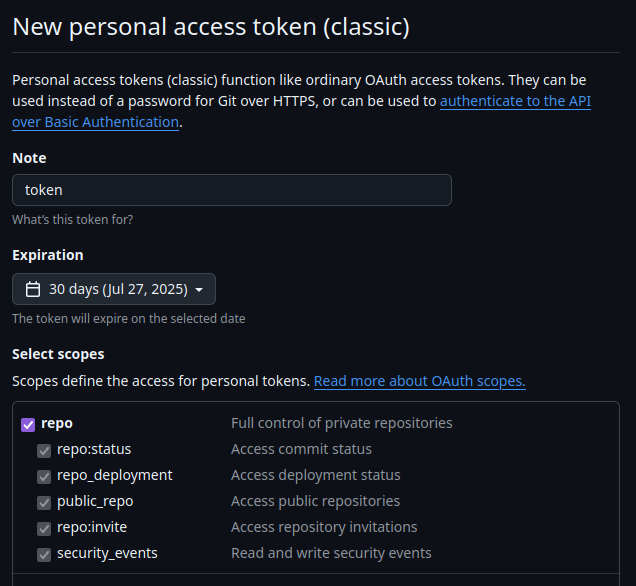 New personal access token (classic)
Personal access tokens (classic) function like ordinary OAuth access tokens. They can be
used instead of a password for Git over HTTPS, or can be used to authenticate to the API
over Basic Authentication.
Note
token
What's this token for?
Expiration
30 days (Jul 27, 2025)
The token will expire on the selected date
Select scopes
Scopes define the access for personal tokens. Read more about OAuth scopes.
repo Full control of private repositories
repo:status Access commit status
repo_deployment Access deployment status
public_repo Access public repositories
repo:invite Access repository invitations
security_events Read and write security events